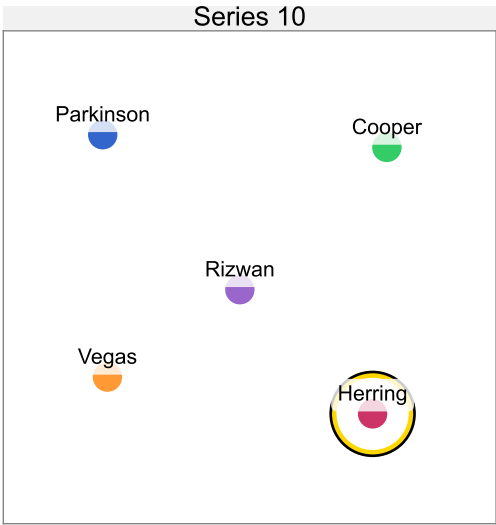 Series 10
Parkinson
Cooper
Rizwan
Vegas
Herring